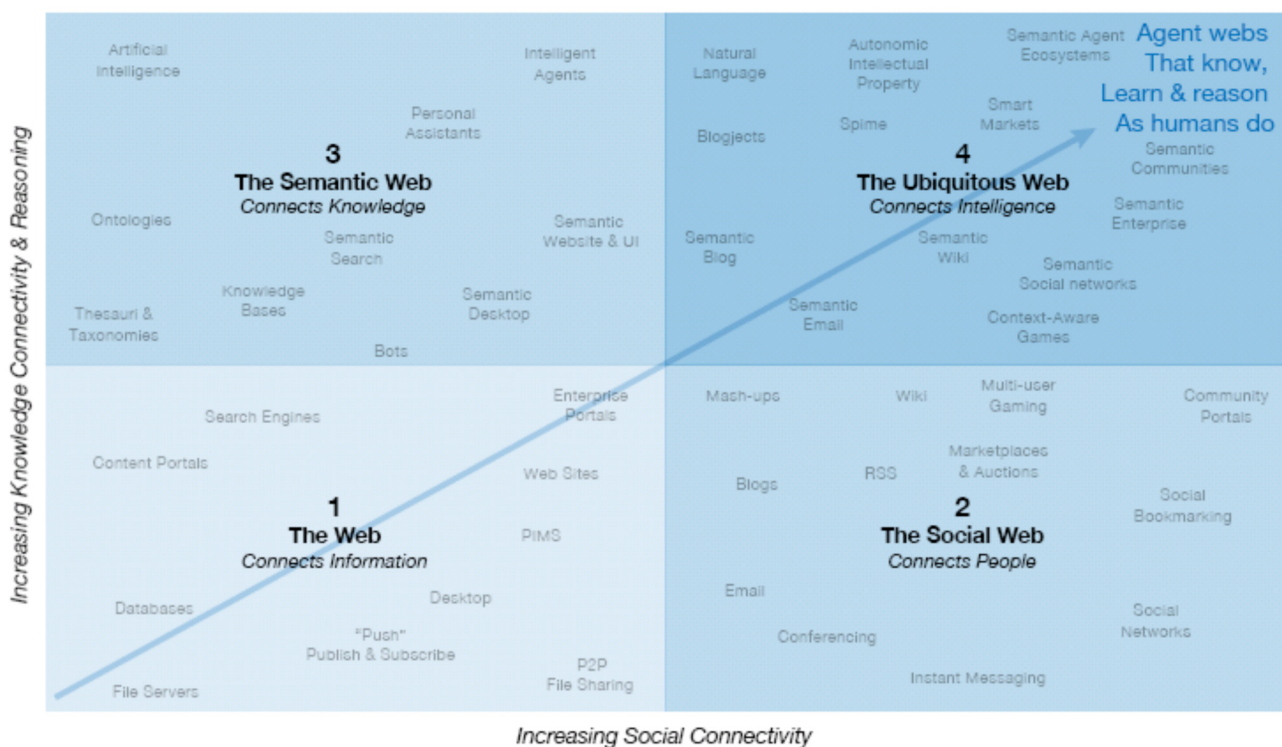 Increasing Knowledge Connectivity & Reasoning
Artificial
Intelligence
Intelligent
Agents
Personal
Assistants
3
The Semantic Web
Connects Knowledge
Ontologies
Semantic
Search
Semantic
Website & UI
Thesauri &
Taxonomies
Knowledge
Bases
Semantic
Desktop
Bots
Natural
Language
Autonomic
Intellectual
Property
Semantic Agent
Ecosystems
Agent webs
That know,
Learn & reason
As humans do
Blogjects
Spime
Smart
Markets
4
The Ubiquitous Web
Connects Intelligence
Semantic
Communities
Semantic
Enterprise
Semantic
Blog
Semantic
Wiki
Semantic
Social networks
Semantic
Email
Context-Aware
Games
Search Engines
Enterprise
Portals
Content Portals
Web Sites
1
The Web
Connects Information
PIMS
Databases
Desktop
"Push"
Publish & Subscribe
File Servers
P2P
File Sharing
Mash-ups
Wiki
Multi-user
Gaming
Community
Portals
Blogs
RSS
Marketplaces
& Auctions
Social
Bookmarking
2
The Social Web
Connects People
Email
Conferencing
Social
Networks
Instant Messaging
Increasing Social Connectivity